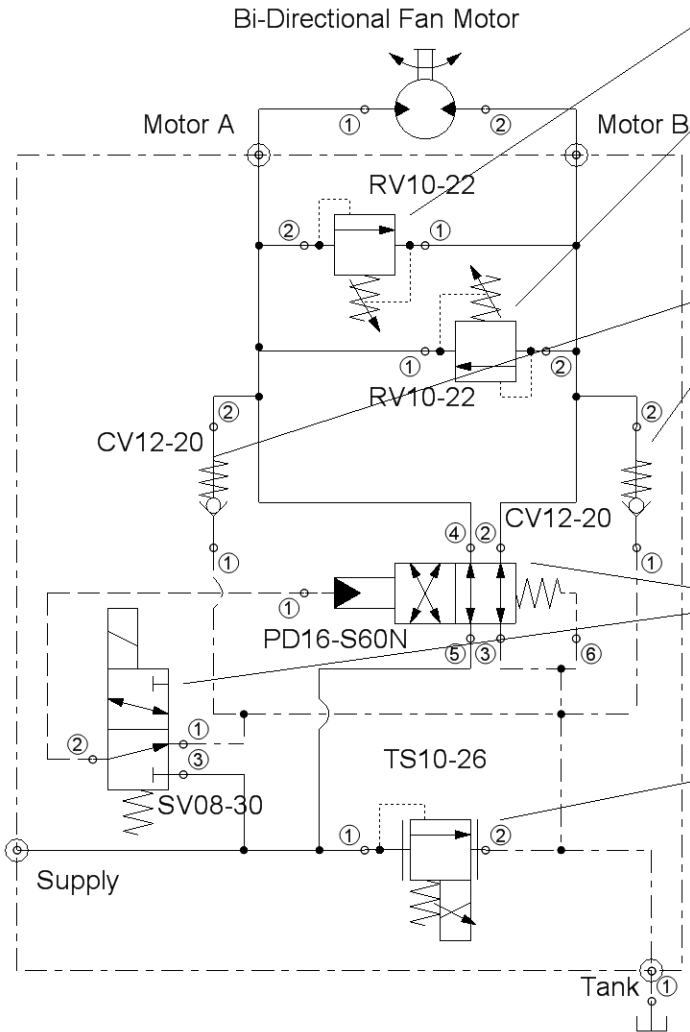 Bi-Directional Fan Motor
① ②
Motor A Motor B
RV10-22
② ①
① ②
RV10-22
② ②
CV12-20
④ ② CV12-20
① ①
①
PD16-S60N ⑤ ③ ⑥
① 
② ③
TS10-26
SV08-30
① ②
Supply
Tank ①